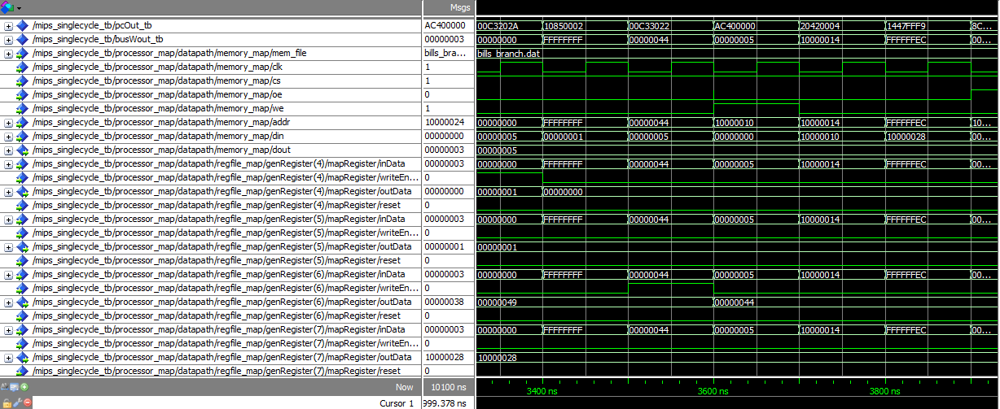 Msgs
/mips_singlecycle_tb/pcOut_tb AC400000 00C3202A 10850002 00C33022 AC400000 20420004 1447FFF9 8C...
/mips_singlecycle_tb/busWout_tb 00000003 00000000 FFFFFFFF 00000044 00000005 10000014 FFFFFFEC 00...
/mips_singlecycle_tb/processor_map/datapath/memory_map/mem_file bills_bra... bills_branch.dat
/mips_singlecycle_tb/processor_map/datapath/memory_map/clk 1
/mips_singlecycle_tb/processor_map/datapath/memory_map/cs 1
/mips_singlecycle_tb/processor_map/datapath/memory_map/oe 0
/mips_singlecycle_tb/processor_map/datapath/memory_map/we 1
/mips_singlecycle_tb/processor_map/datapath/memory_map/addr 10000024 00000000 FFFFFFFF 00000044 10000010 10000014 FFFFFFEC 10...
/mips_singlecycle_tb/processor_map/datapath/memory_map/din 00000000 00000005 00000001 00000005 00000000 10000010 10000028 00...
/mips_singlecycle_tb/processor_map/datapath/memory_map/dout 00000003 00000005
/mips_singlecycle_tb/processor_map/datapath/regfile_map/genRegister(4)/mapRegister/inData 00000003 00000000 FFFFFFFF 00000044 00000005 10000014 FFFFFFEC 00...
/mips_singlecycle_tb/processor_map/datapath/regfile_map/genRegister(4)/mapRegister/writeEn... 0
/mips_singlecycle_tb/processor_map/datapath/regfile_map/genRegister(4)/mapRegister/outData 00000000 00000001 00000000
/mips_singlecycle_tb/processor_map/datapath/regfile_map/genRegister(4)/mapRegister/reset 0
/mips_singlecycle_tb/processor_map/datapath/regfile_map/genRegister(5)/mapRegister/inData 00000003 00000000 FFFFFFFF 00000044 00000005 10000014 FFFFFFEC 00...
/mips_singlecycle_tb/processor_map/datapath/regfile_map/genRegister(5)/mapRegister/writeEn... 0
/mips_singlecycle_tb/processor_map/datapath/regfile_map/genRegister(5)/mapRegister/outData 00000001 00000001
/mips_singlecycle_tb/processor_map/datapath/regfile_map/genRegister(5)/mapRegister/reset 0
/mips_singlecycle_tb/processor_map/datapath/regfile_map/genRegister(6)/mapRegister/inData 00000003 00000000 FFFFFFFF 00000044 00000005 10000014 FFFFFFEC 00...
/mips_singlecycle_tb/processor_map/datapath/regfile_map/genRegister(6)/mapRegister/writeEn... 0
/mips_singlecycle_tb/processor_map/datapath/regfile_map/genRegister(6)/mapRegister/outData 00000038 00000049 00000044
/mips_singlecycle_tb/processor_map/datapath/regfile_map/genRegister(6)/mapRegister/reset 0
/mips_singlecycle_tb/processor_map/datapath/regfile_map/genRegister(7)/mapRegister/inData 00000003 00000000 FFFFFFFF 00000044 00000005 10000014 FFFFFFEC 00...
/mips_singlecycle_tb/processor_map/datapath/regfile_map/genRegister(7)/mapRegister/writeEn... 0
/mips_singlecycle_tb/processor_map/datapath/regfile_map/genRegister(7)/mapRegister/outData 10000028 10000028
/mips_singlecycle_tb/processor_map/datapath/regfile_map/genRegister(7)/mapRegister/reset 0
Now 10100 ns 3400 ns 3600 ns 3800 ns
Cursor 1 999.378 ns